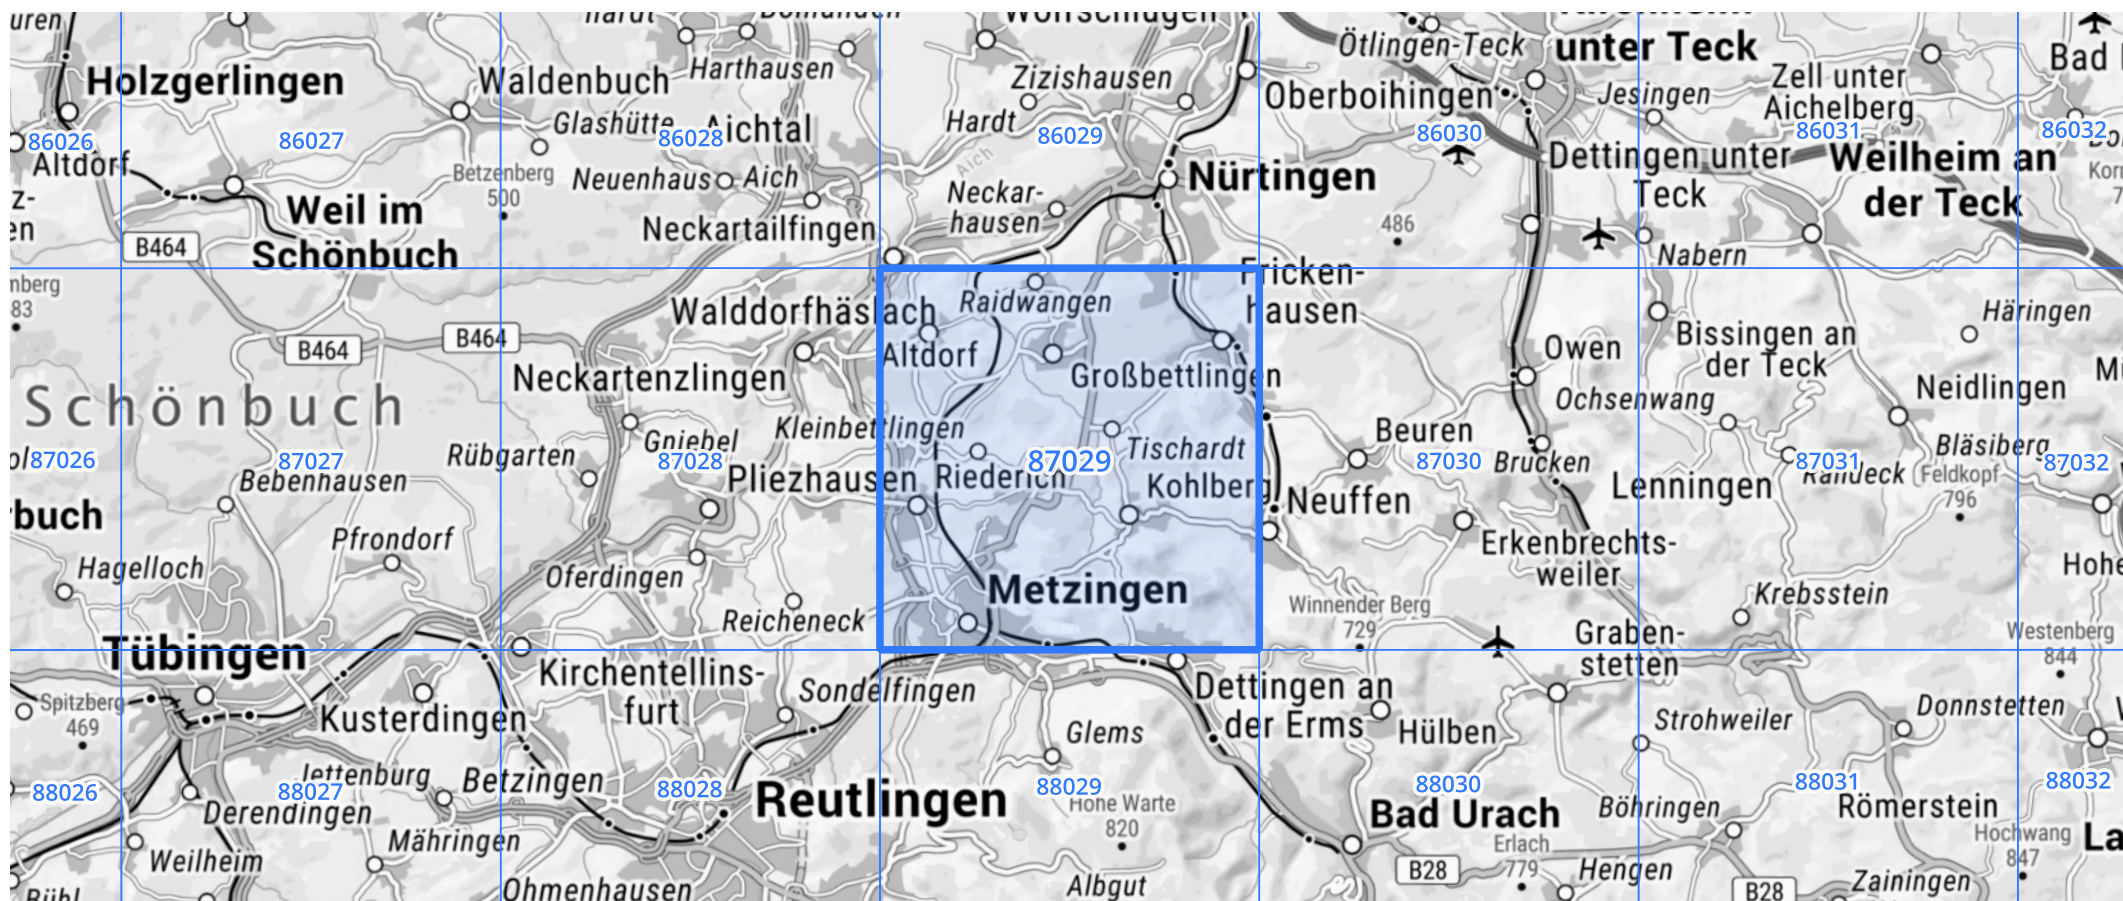 Holzgerlingen
Waldenbuch
Harthausen
Zizishausen
Ötlingen-Teck
unter Teck
Oberboihingen
Jesingen
Zell unter
Aichelberg
Bad
Glashütte
Aichtal
Hardt
86026
86027
86028
86029
86030
86031
86032
Altdorf
Betzenberg
500
Neuenhaus
Aich
Aich
Nürtingen
Dettingen unter
Teck
Weilheim an
der Teck
Neckar-
hausen
Weil im
Schönbuch
B464
Neckartailfingen
486
Nabern
Fricken-
hausen
83
Walddorfhäslach
Raidwangen
Häringen
B464
B464
Altdorf
Owen
Bissingen an
der Teck
Schönbuch
Neckartenzlingen
Großbettlingen
Ochsenwang
Neidlingen
Kleinbettlingen
Gniebel
Rübgarten
Tischardt
Beuren
Bläsiberg
87026
87027
87028
87029
87030
87031
87032
Bebenhausen
Pliezhausen
Riederich
Kohlberg
Brucken
Randeck
Feldkopf
796
Lenningen
Neuffen
buch
Pfrondorf
Hagelloch
Oferdingen
Erkenbrechts-
weiler
Metzingen
Reicheneck
Winnender Berg
729
Krebsstein
Graben-
stetten
Westenberg
844
Tübingen
Kirchentellins-
furt
Sondelfingen
Dettingen an
der Erms
Spitzberg
469
Kusterdingen
Glems
Hülben
Strohweiler
Donnstetten
Jettenburg
Betzingen
88026
88027
88028
88029
88030
88031
88032
Derendingen
Reutlingen
Hohe Warte
820
Bad Urach
Böhringen
Römerstein
Mähringen
Weilheim
Erlach
779
Hochwang
847
B28
Hengen
Zainingen
B28
Ohmenhausen
Albgut
Bühl